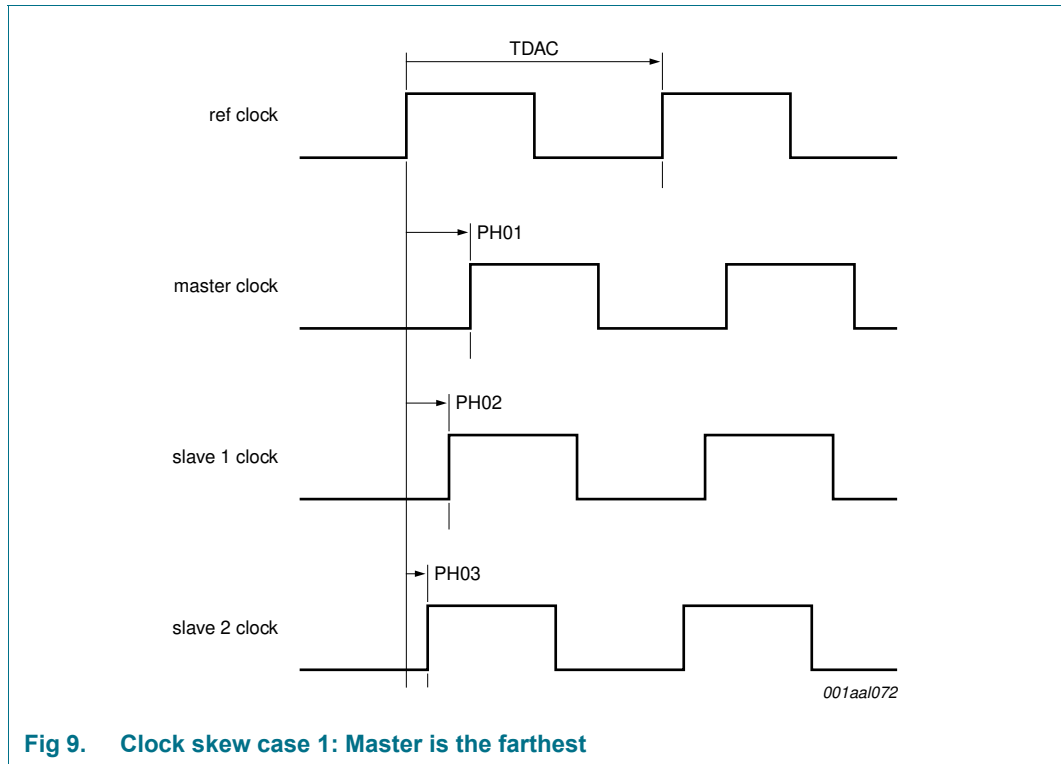 TDAC
ref clock
PH01
master clock
PH02
slave 1 clock
PH03
slave 2 clock
001aal072
Fig 9. Clock skew case 1: Master is the farthest